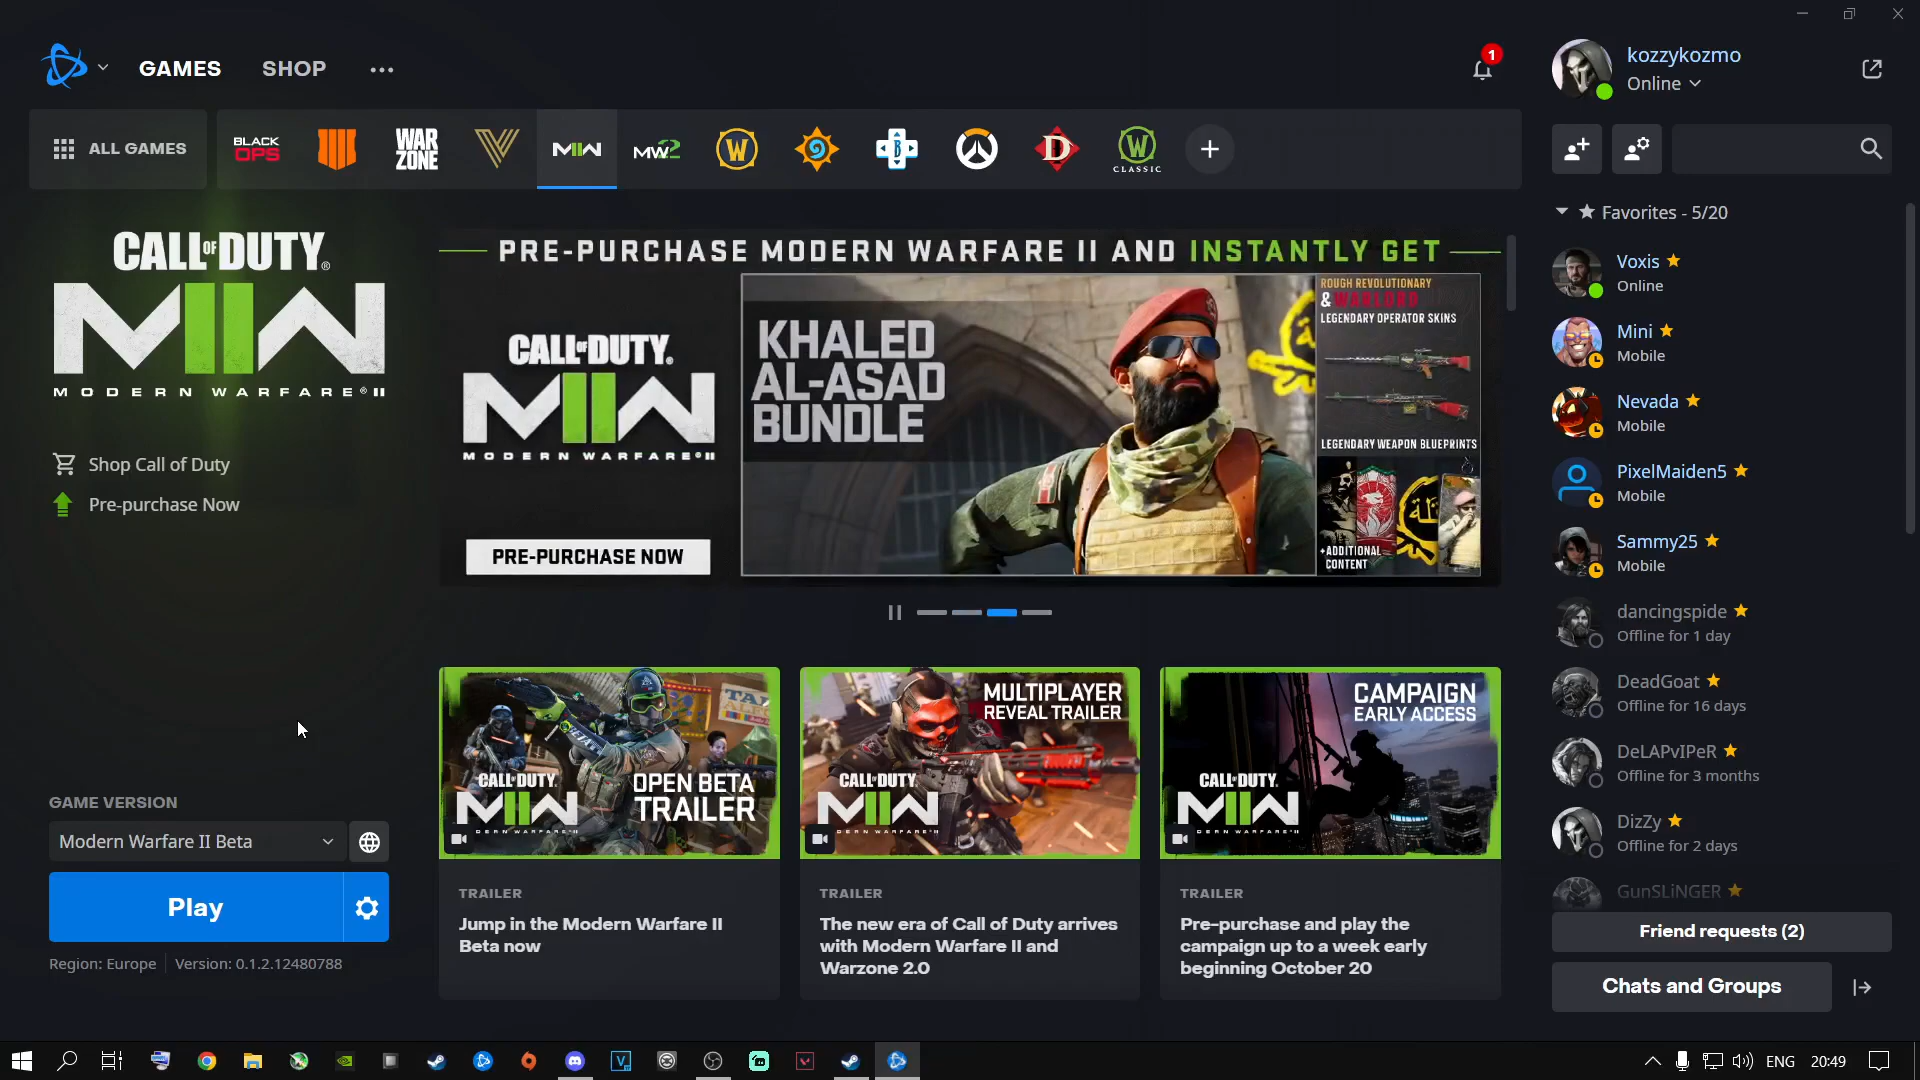 GAMES
SHOP
1
kozzykozmo
Online
ALL GAMES
BLACK
OPS
WAR
ZONE
MW2
CLASSIC
Favorites - 5/20
CALL OF DUTY®
MODERN WARFARE® II
Shop Call of Duty
Pre-purchase Now
PRE-PURCHASE MODERN WARFARE II AND INSTANTLY GET
CALL OF DUTY.
MODERN WARFARE® II
PRE-PURCHASE NOW
KHALED
AL-ASAD
BUNDLE
ROUGH REVOLUTIONARY
& WARLORD
LEGENDARY OPERATOR SKINS
LEGENDARY WEAPON BLUEPRINTS
+ADDITIONAL
CONTENT
Voxis
Online
Mini
Mobile
Nevada
Mobile
PixelMaiden5
Mobile
Sammy25
Mobile
dancingspide
Offline for 1 day
DeadGoat
Offline for 16 days
DeLAPvIPeR
Offline for 3 months
DizZy
Offline for 2 days
GunSLiNGER
Friend requests (2)
Chats and Groups
CALL OF DUTY.
OPEN BETA
TRAILER
TRAILER
Jump in the Modern Warfare II
Beta now
MULTIPLAYER
REVEAL TRAILER
CALL OF DUTY.
TRAILER
The new era of Call of Duty arrives
with Modern Warfare II and
Warzone 2.0
CAMPAIGN
EARLY ACCESS
CALL OF DUTY.
TRAILER
Pre-purchase and play the
campaign up to a week early
beginning October 20
GAME VERSION
Modern Warfare II Beta
Play
Region: Europe
Version: 0.1.2.12480788
ENG
20:49